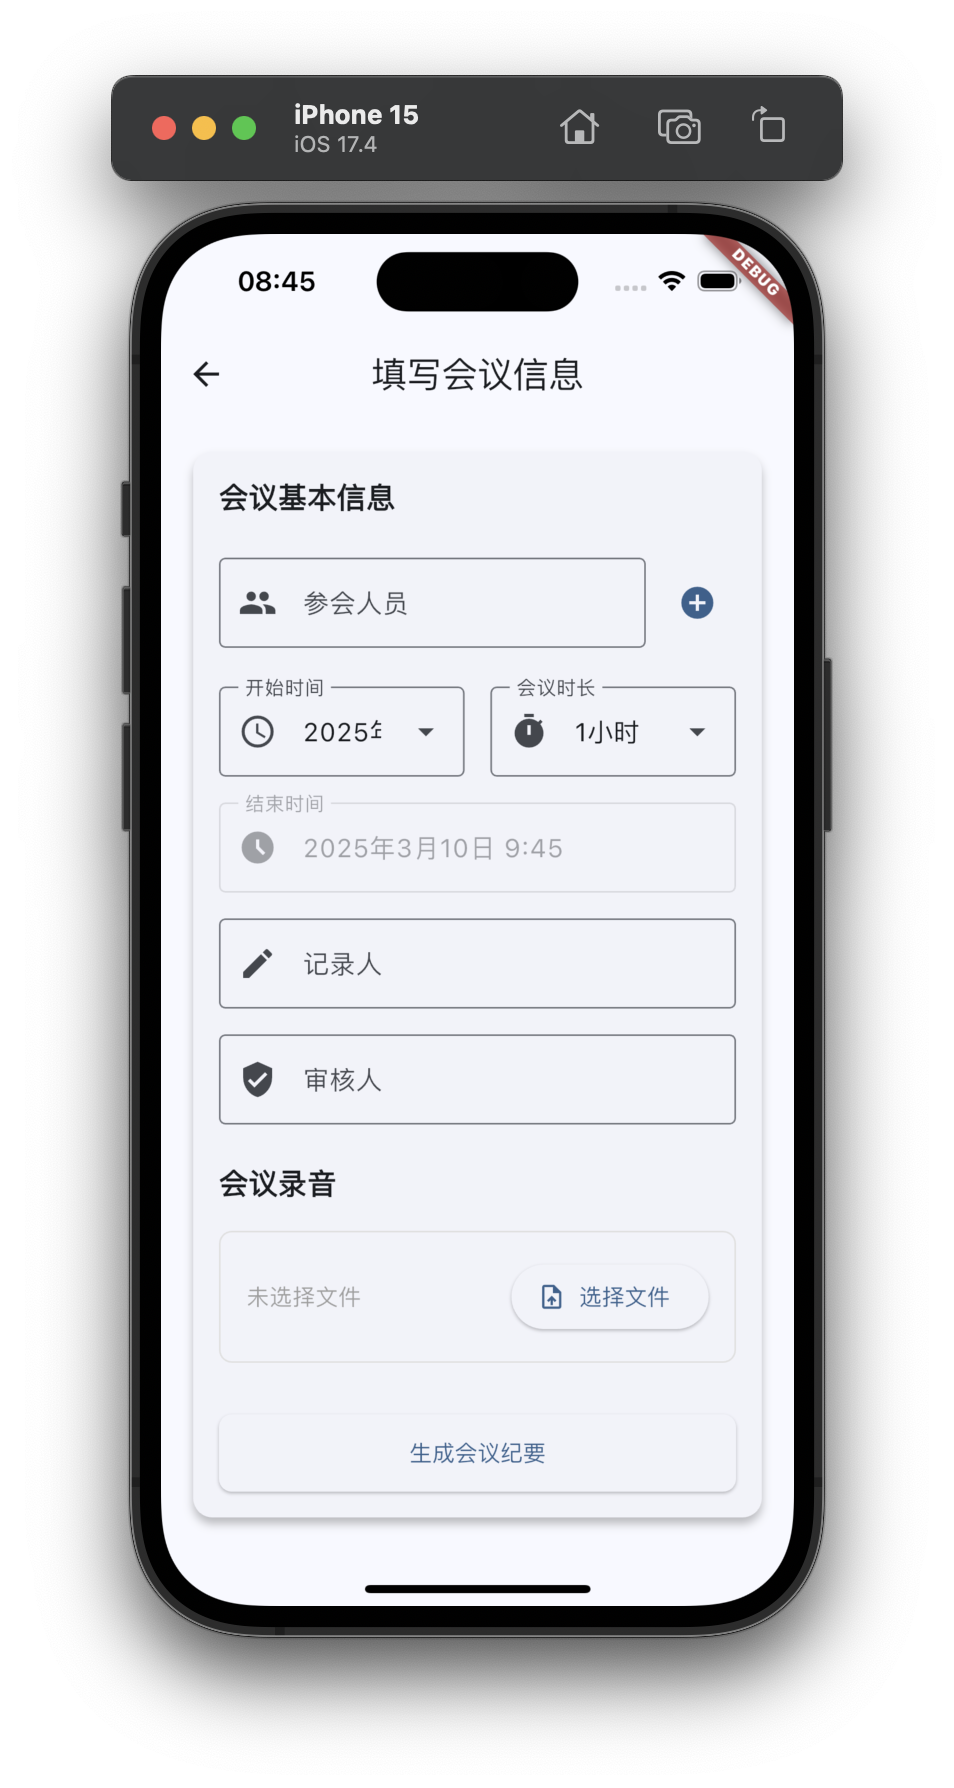 iPhone 15
iOS 17.4
08:45
DEBUG
填写会议信息
会议基本信息
参会人员
开始时间
会议时长
2025
1小时
结束时间
2025年3月10日 9:45
记录人
审核人
会议录音
未选择文件
选择文件
生成会议纪要